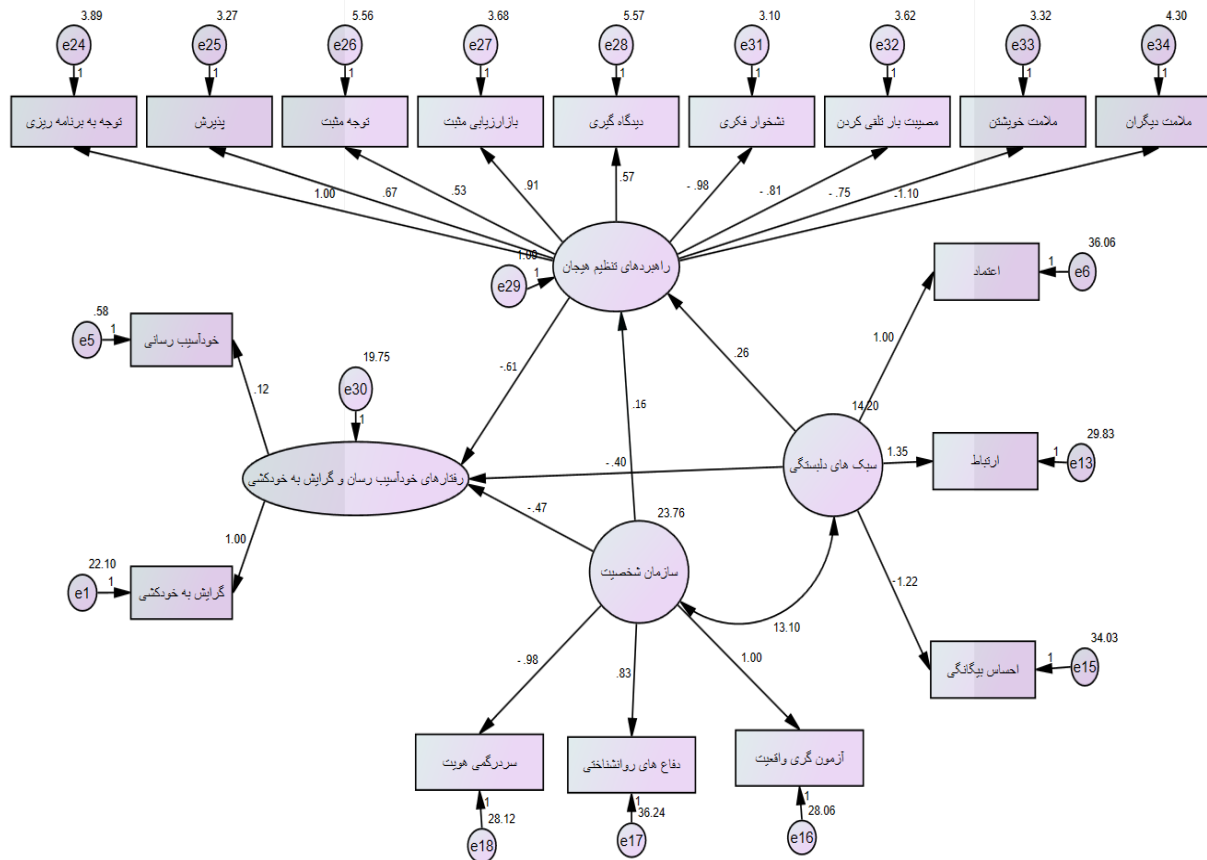 3.89 3.27 5.56 3.68 5.57 3.10 3.62 3.32 4.30
e24 e25 e26 e27 e28 e31 e32 e33 e34
1 1 1 1 1 1 1 1 1
توجه به برنامه ریزی
پذیرش
توجه مثبت
بازارزیابی مثبت
دیدگاه گیری
نشخوار فکری
مصیبت بار تلقی کردن
ملامت خویشتن
ملامت دیگران
1.00 .67 .53 .91 .57 -.98 -.81 -.75 -1.10
راهبردهای تنظیم هیجان
1.09
e29
1
36.06
اعتماد
1
e6
.58
e5
1
خودآسیب رسانی
.12
19.75
e30
1
-.61
.16
.26
1.00
رفتارهای خودآسیب رسان و گرایش به خودکشی
-.40
-.47
14.20
سبک های دلبستگی
1.35
ارتباط
1
29.83
e13
1.00
22.10
e1
1
گرایش به خودکشی
23.76
سازمان شخصیت
13.10
-1.22
احساس بیگانگی
1
34.03
e15
-.98 .83 1.00
سردرگمی هویت
دفاع های روانشناختی
آزمون گری واقعیت
1 1 1
28.12 36.24 28.06
e18 e17 e16